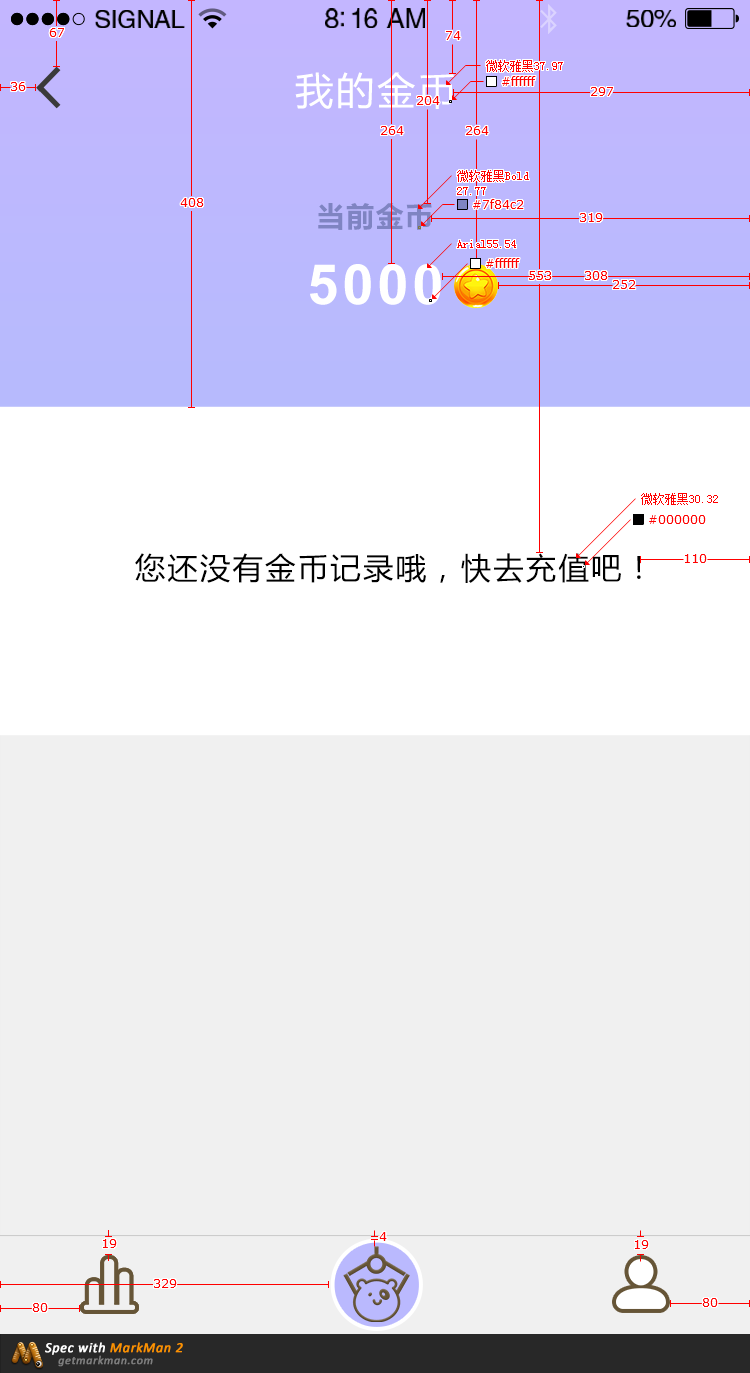 SIGNAL 8:16 AM 50%
67
74
微软雅黑37.97
#ffffff
36
我的金币
297
204
264
264
微软雅黑Bold
27.77
#7f84c2
408
当前金币
319
Arial55.54
#ffffff
5000
553
308
252
微软雅黑30.32
#000000
110
您还没有金币记录哦，快去充值吧！
19
4
19
329
80
80
Spec with MarkMan 2
getmarkman.com